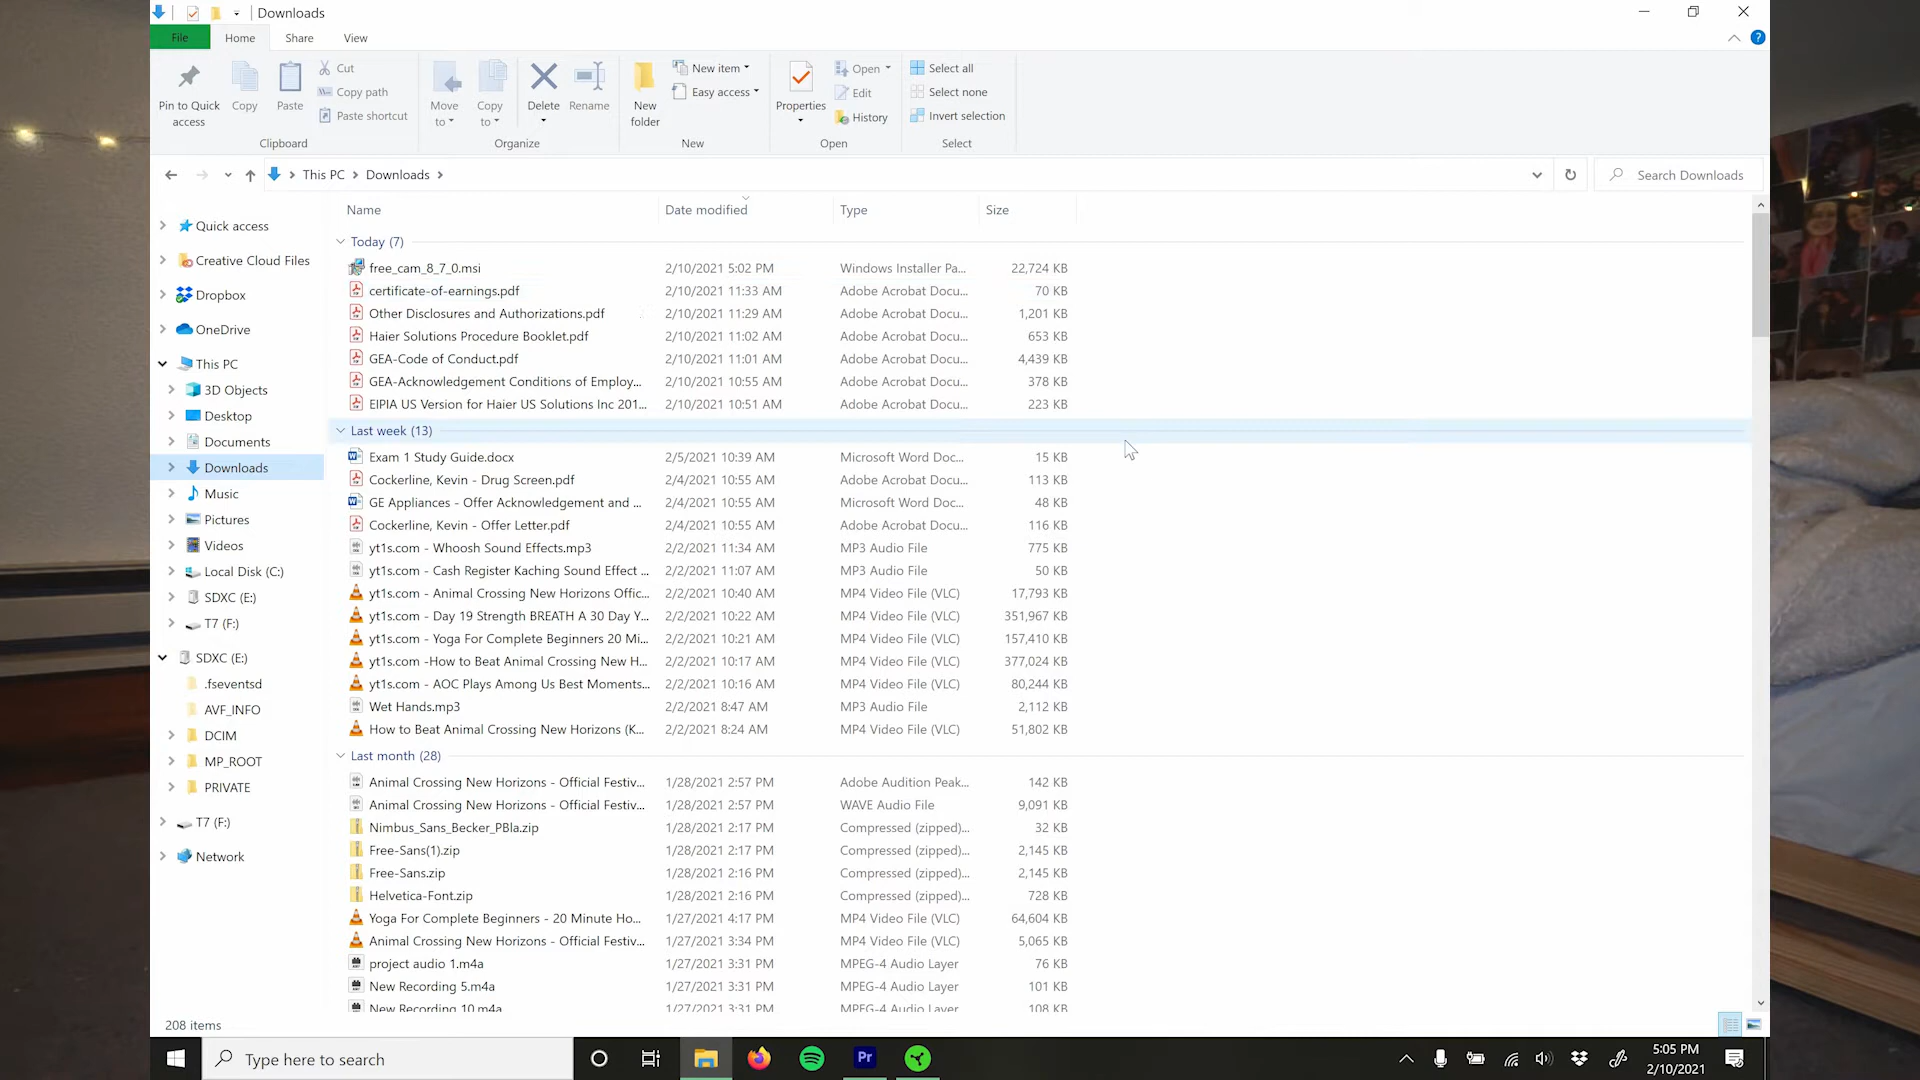 Downloads
File Home Share View
Pin to Quick access
Copy
Paste
Cut
Copy path
Paste shortcut
Clipboard
Move to
Copy to
Delete
Rename
Organize
New folder
New item
Easy access
New
Properties
Open
Edit
History
Open
Select all
Select none
Invert selection
Select
This PC > Downloads >
Search Downloads
Quick access
Creative Cloud Files
Dropbox
OneDrive
This PC
3D Objects
Desktop
Documents
Downloads
Music
Pictures
Videos
Local Disk (C:)
SDXC (E:)
T7 (F:)
SDXC (E:)
.fseventsd
AVF_INFO
DCIM
MP_ROOT
PRIVATE
T7 (F:)
Network
Name Date modified Type Size
Today (7)
free_cam_8_7_0.msi 2/10/2021 5:02 PM Windows Installer Pa... 22,724 KB
certificate-of-earnings.pdf 2/10/2021 11:33 AM Adobe Acrobat Docu... 70 KB
Other Disclosures and Authorizations.pdf 2/10/2021 11:29 AM Adobe Acrobat Docu... 1,201 KB
Haier Solutions Procedure Booklet.pdf 2/10/2021 11:02 AM Adobe Acrobat Docu... 653 KB
GEA-Code of Conduct.pdf 2/10/2021 11:01 AM Adobe Acrobat Docu... 4,439 KB
GEA-Acknowledgement Conditions of Employ... 2/10/2021 10:55 AM Adobe Acrobat Docu... 378 KB
EIPIA US Version for Haier US Solutions Inc 201... 2/10/2021 10:51 AM Adobe Acrobat Docu... 223 KB
Last week (13)
Exam 1 Study Guide.docx 2/5/2021 10:39 AM Microsoft Word Doc... 15 KB
Cockerline, Kevin - Drug Screen.pdf 2/4/2021 10:55 AM Adobe Acrobat Docu... 113 KB
GE Appliances - Offer Acknowledgement and ... 2/4/2021 10:55 AM Microsoft Word Doc... 48 KB
Cockerline, Kevin - Offer Letter.pdf 2/4/2021 10:55 AM Adobe Acrobat Docu... 116 KB
yt1s.com - Whoosh Sound Effects.mp3 2/2/2021 11:34 AM MP3 Audio File 775 KB
yt1s.com - Cash Register Kaching Sound Effect ... 2/2/2021 11:07 AM MP3 Audio File 50 KB
yt1s.com - Animal Crossing New Horizons Offic... 2/2/2021 10:40 AM MP4 Video File (VLC) 17,793 KB
yt1s.com - Day 19 Strength BREATH A 30 Day Y... 2/2/2021 10:22 AM MP4 Video File (VLC) 351,967 KB
yt1s.com - Yoga For Complete Beginners 20 Mi... 2/2/2021 10:21 AM MP4 Video File (VLC) 157,410 KB
yt1s.com -How to Beat Animal Crossing New H... 2/2/2021 10:17 AM MP4 Video File (VLC) 377,024 KB
yt1s.com - AOC Plays Among Us Best Moments... 2/2/2021 10:16 AM MP4 Video File (VLC) 80,244 KB
Wet Hands.mp3 2/2/2021 8:47 AM MP3 Audio File 2,112 KB
How to Beat Animal Crossing New Horizons (K... 2/2/2021 8:24 AM MP4 Video File (VLC) 51,802 KB
Last month (28)
Animal Crossing New Horizons - Official Festiv... 1/28/2021 2:57 PM Adobe Audition Peak... 142 KB
Animal Crossing New Horizons - Official Festiv... 1/28/2021 2:57 PM WAVE Audio File 9,091 KB
Nimbus_Sans_Becker_PBla.zip 1/28/2021 2:17 PM Compressed (zipped)... 32 KB
Free-Sans(1).zip 1/28/2021 2:17 PM Compressed (zipped)... 2,145 KB
Free-Sans.zip 1/28/2021 2:16 PM Compressed (zipped)... 2,145 KB
Helvetica-Font.zip 1/28/2021 2:16 PM Compressed (zipped)... 728 KB
Yoga For Complete Beginners - 20 Minute Ho... 1/27/2021 4:17 PM MP4 Video File (VLC) 64,604 KB
Animal Crossing New Horizons - Official Festiv... 1/27/2021 3:34 PM MP4 Video File (VLC) 5,065 KB
project audio 1.m4a 1/27/2021 3:31 PM MPEG-4 Audio Layer 76 KB
New Recording 5.m4a 1/27/2021 3:31 PM MPEG-4 Audio Layer 101 KB
New Recording 10.m4a 1/27/2021 3:31 PM MPEG-4 Audio Layer 108 KB
208 items
Type here to search
Pr
5:05 PM
2/10/2021